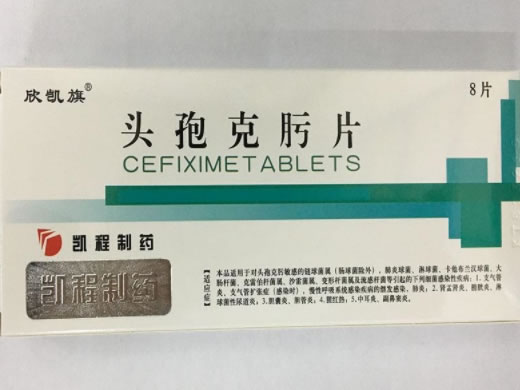 欣凯旗®
8片
头孢克肟片
CEFIXIMETABLETS
凯程制药
凯程制药
【适应症】
本品适用于对头孢克肟敏感的链球菌属（肠球菌除外），肺炎球菌、淋球菌、卡他布兰汉球菌、大
肠杆菌、克雷伯杆菌属、沙雷菌属、变形杆菌属及流感杆菌等引起的下列细菌感染性疾病：1.支气管
炎、支气管扩张症（感染时），慢性呼吸系统感染疾病的继发感染，肺炎；2.肾盂肾炎、膀胱炎、淋
球菌性尿道炎；3.胆囊炎、胆管炎；4.猩红热；5.中耳炎、副鼻窦炎。